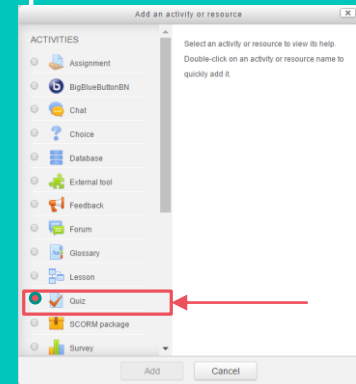 Add an activity or resource
ACTIVITIES
Assignment
BigBlueButtonBN
Chat
Choice
Database
External tool
Feedback
Forum
Glossary
Lesson
Quiz
SCORM package
Survey
Select an activity or resource to view its help.
Double-click on an activity or resource name to
quickly add it.
Add
Cancel